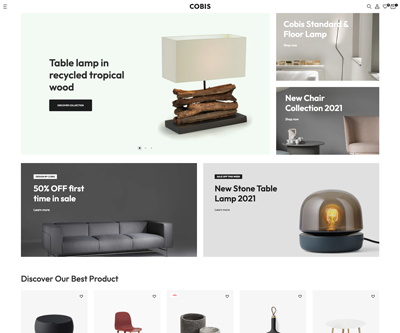 COBIS
Table lamp in
recycled tropical
wood
DISCOVER COLLECTION
Cobis Standard &
Floor Lamp
Shop now
New Chair
Collection 2021
Shop now
50% OFF first
time in sale
Learn more
New Stone Table
Lamp 2021
Learn more
Discover Our Best Product